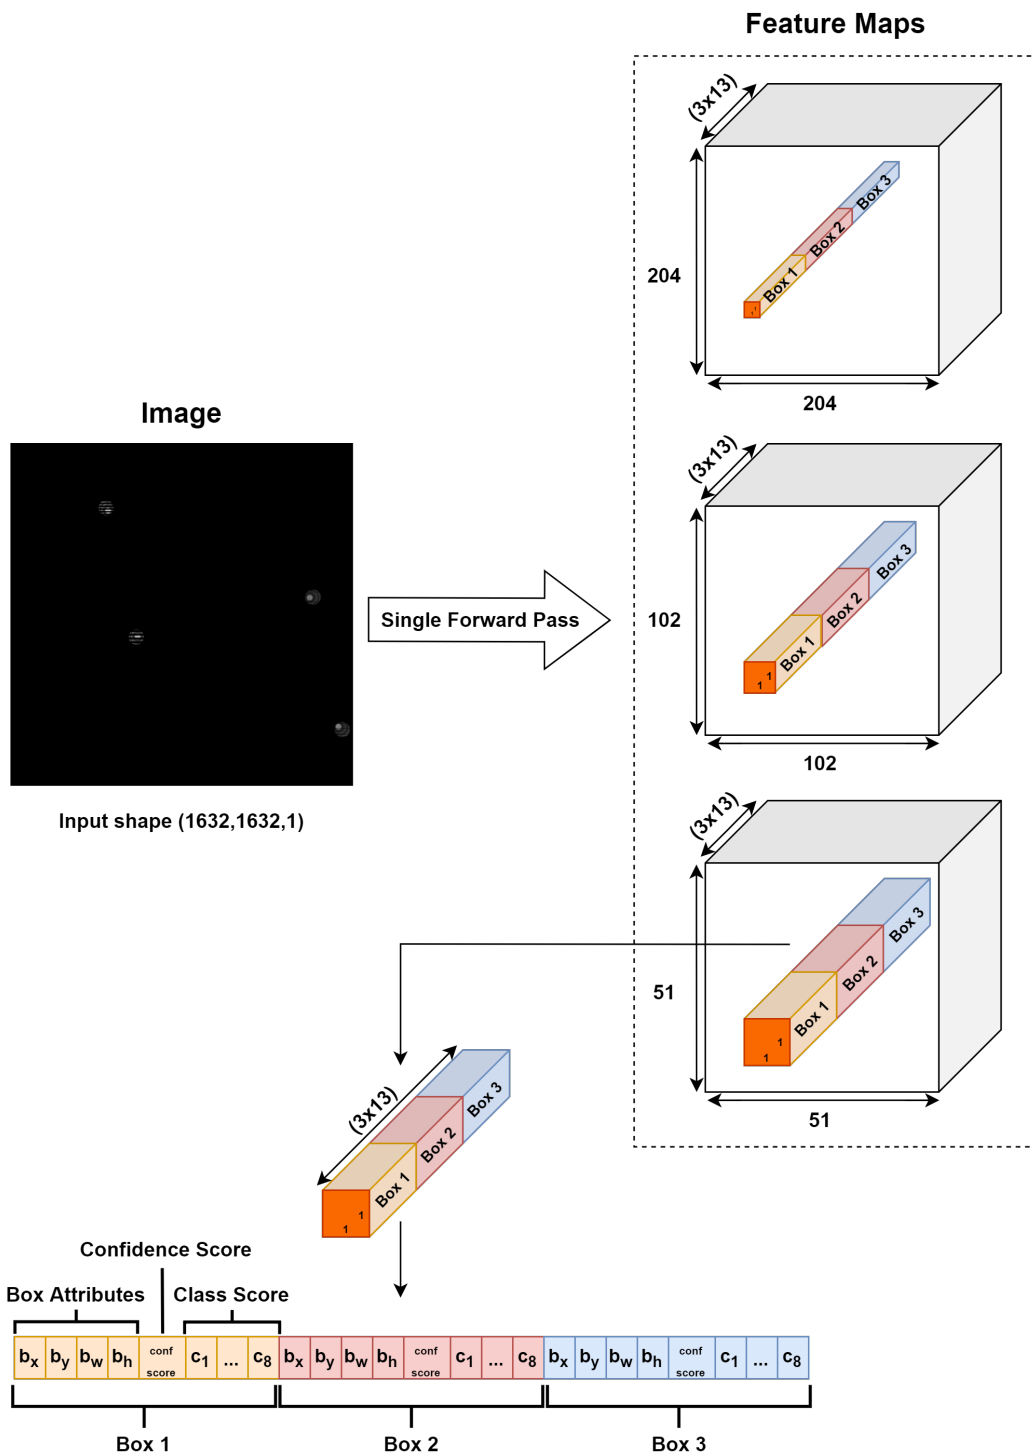 Feature Maps
(3x13)
Box 3
Box 2
Box 1
204
204
Image
(3x13)
Box 3
Box 2
Box 1
1
1
102
102
Single Forward Pass
Input shape (1632,1632,1)
(3x13)
Box 3
Box 2
Box 1
1
1
51
51
(3x13)
Box 3
Box 2
Box 1
1
1
Confidence Score
Box Attributes
Class Score
bx by bw bh conf score c1 ... c8 bx by bw bh conf score c1 ... c8 bx by bw bh conf score c1 ... c8
Box 1 Box 2 Box 3